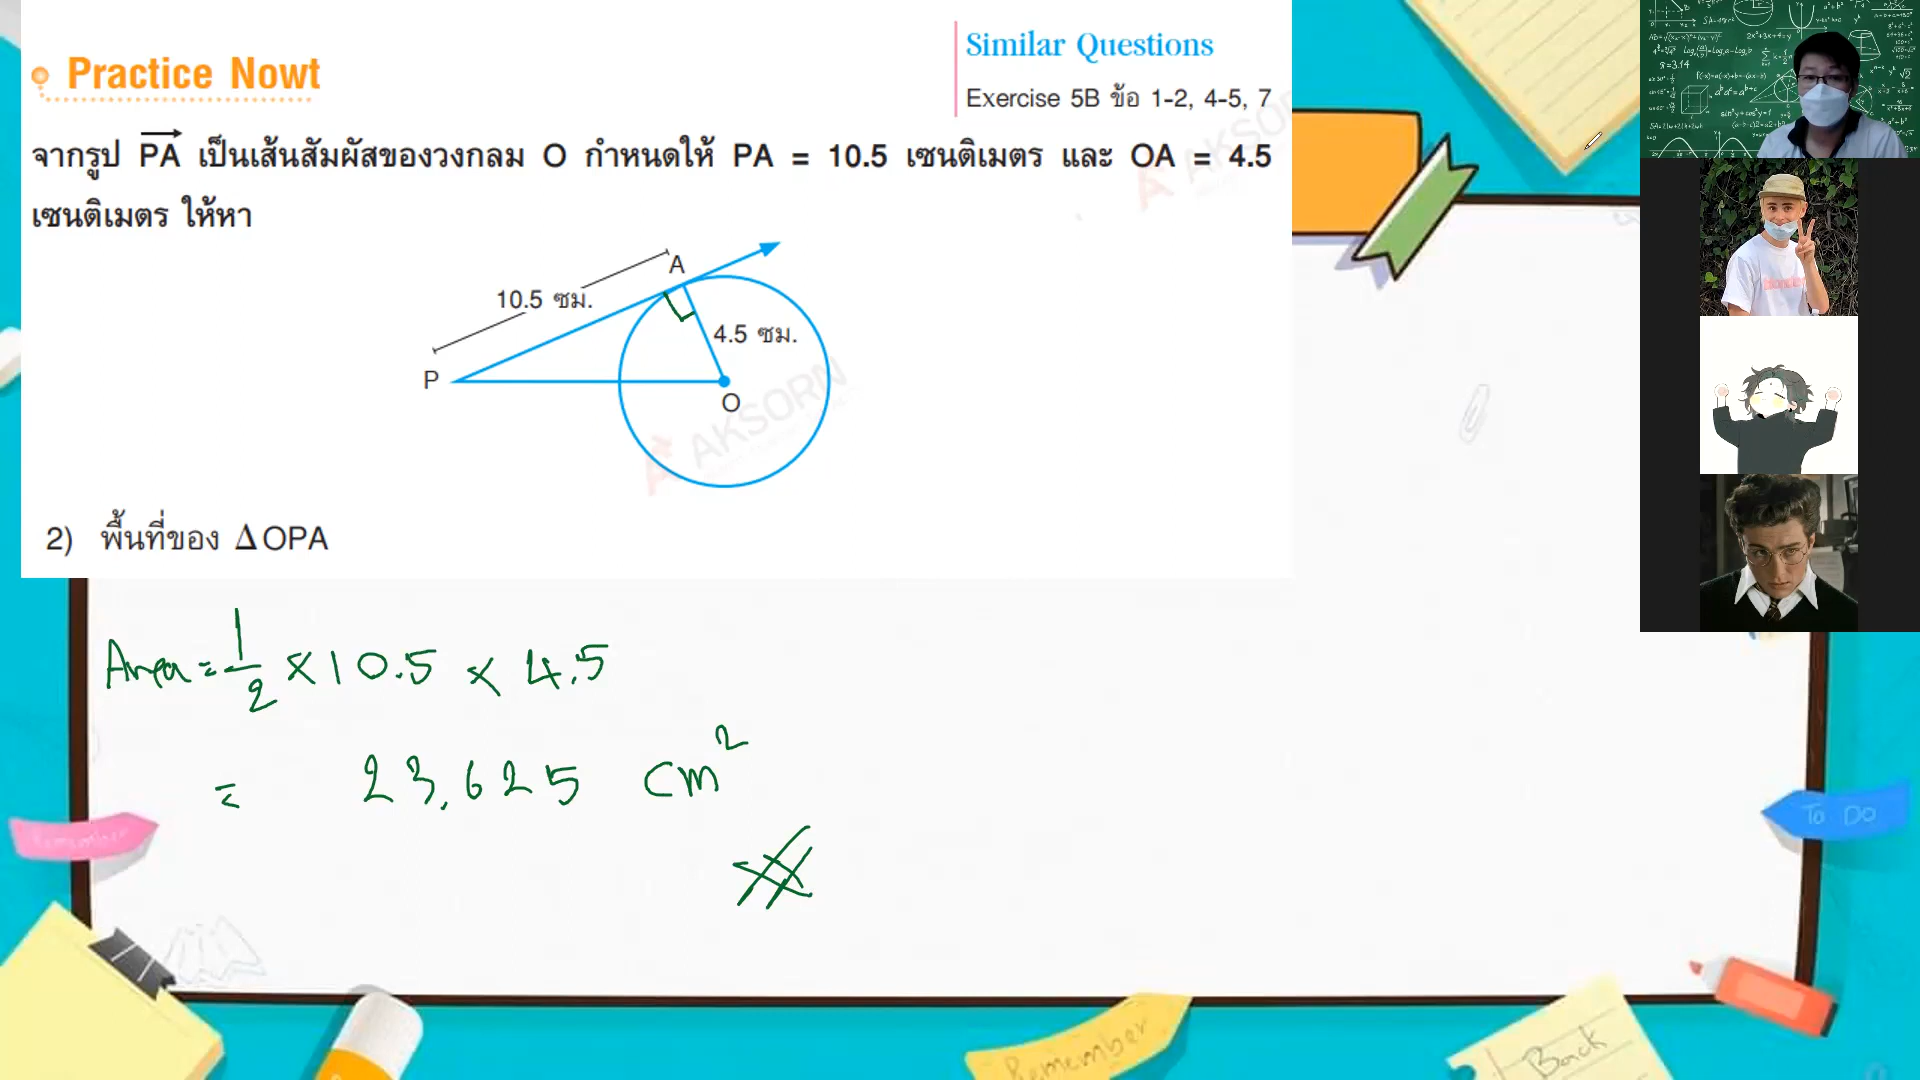 Practice Nowt
Similar Questions
Exercise 5B ข้อ 1-2, 4-5, 7
จากรูป PA เป็นเส้นสัมผัสของวงกลม O กำหนดให้ PA = 10.5 เซนติเมตร และ OA = 4.5
เซนติเมตร ให้หา
A
10.5 ซม.
4.5 ซม.
P
O
AKSORN
2) พื้นที่ของ ΔOPA
Area = 1/2 × 10.5 × 4.5
= 23.625 cm²
Remember
To Do
Remember
Back